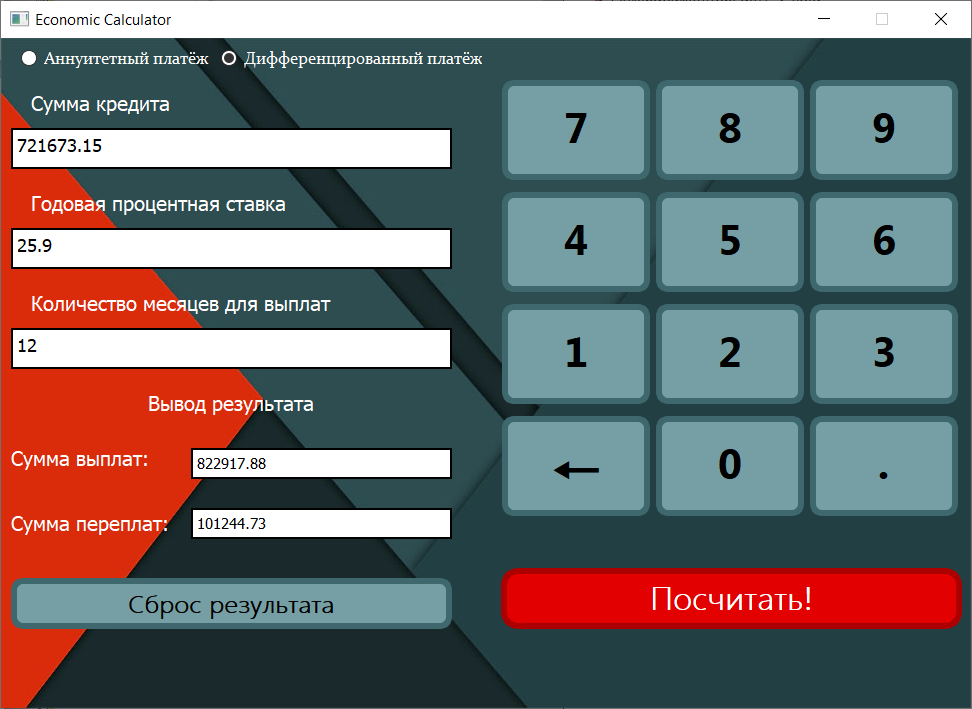 Economic Calculator
Аннуитетный платёж Дифференцированный платёж
Сумма кредита
721673.15
Годовая процентная ставка
25.9
Количество месяцев для выплат
12
Вывод результата
Сумма выплат: 822917.88
Сумма переплат: 101244.73
Сброс результата
7 8 9
4 5 6
1 2 3
← 0 .
Посчитать!